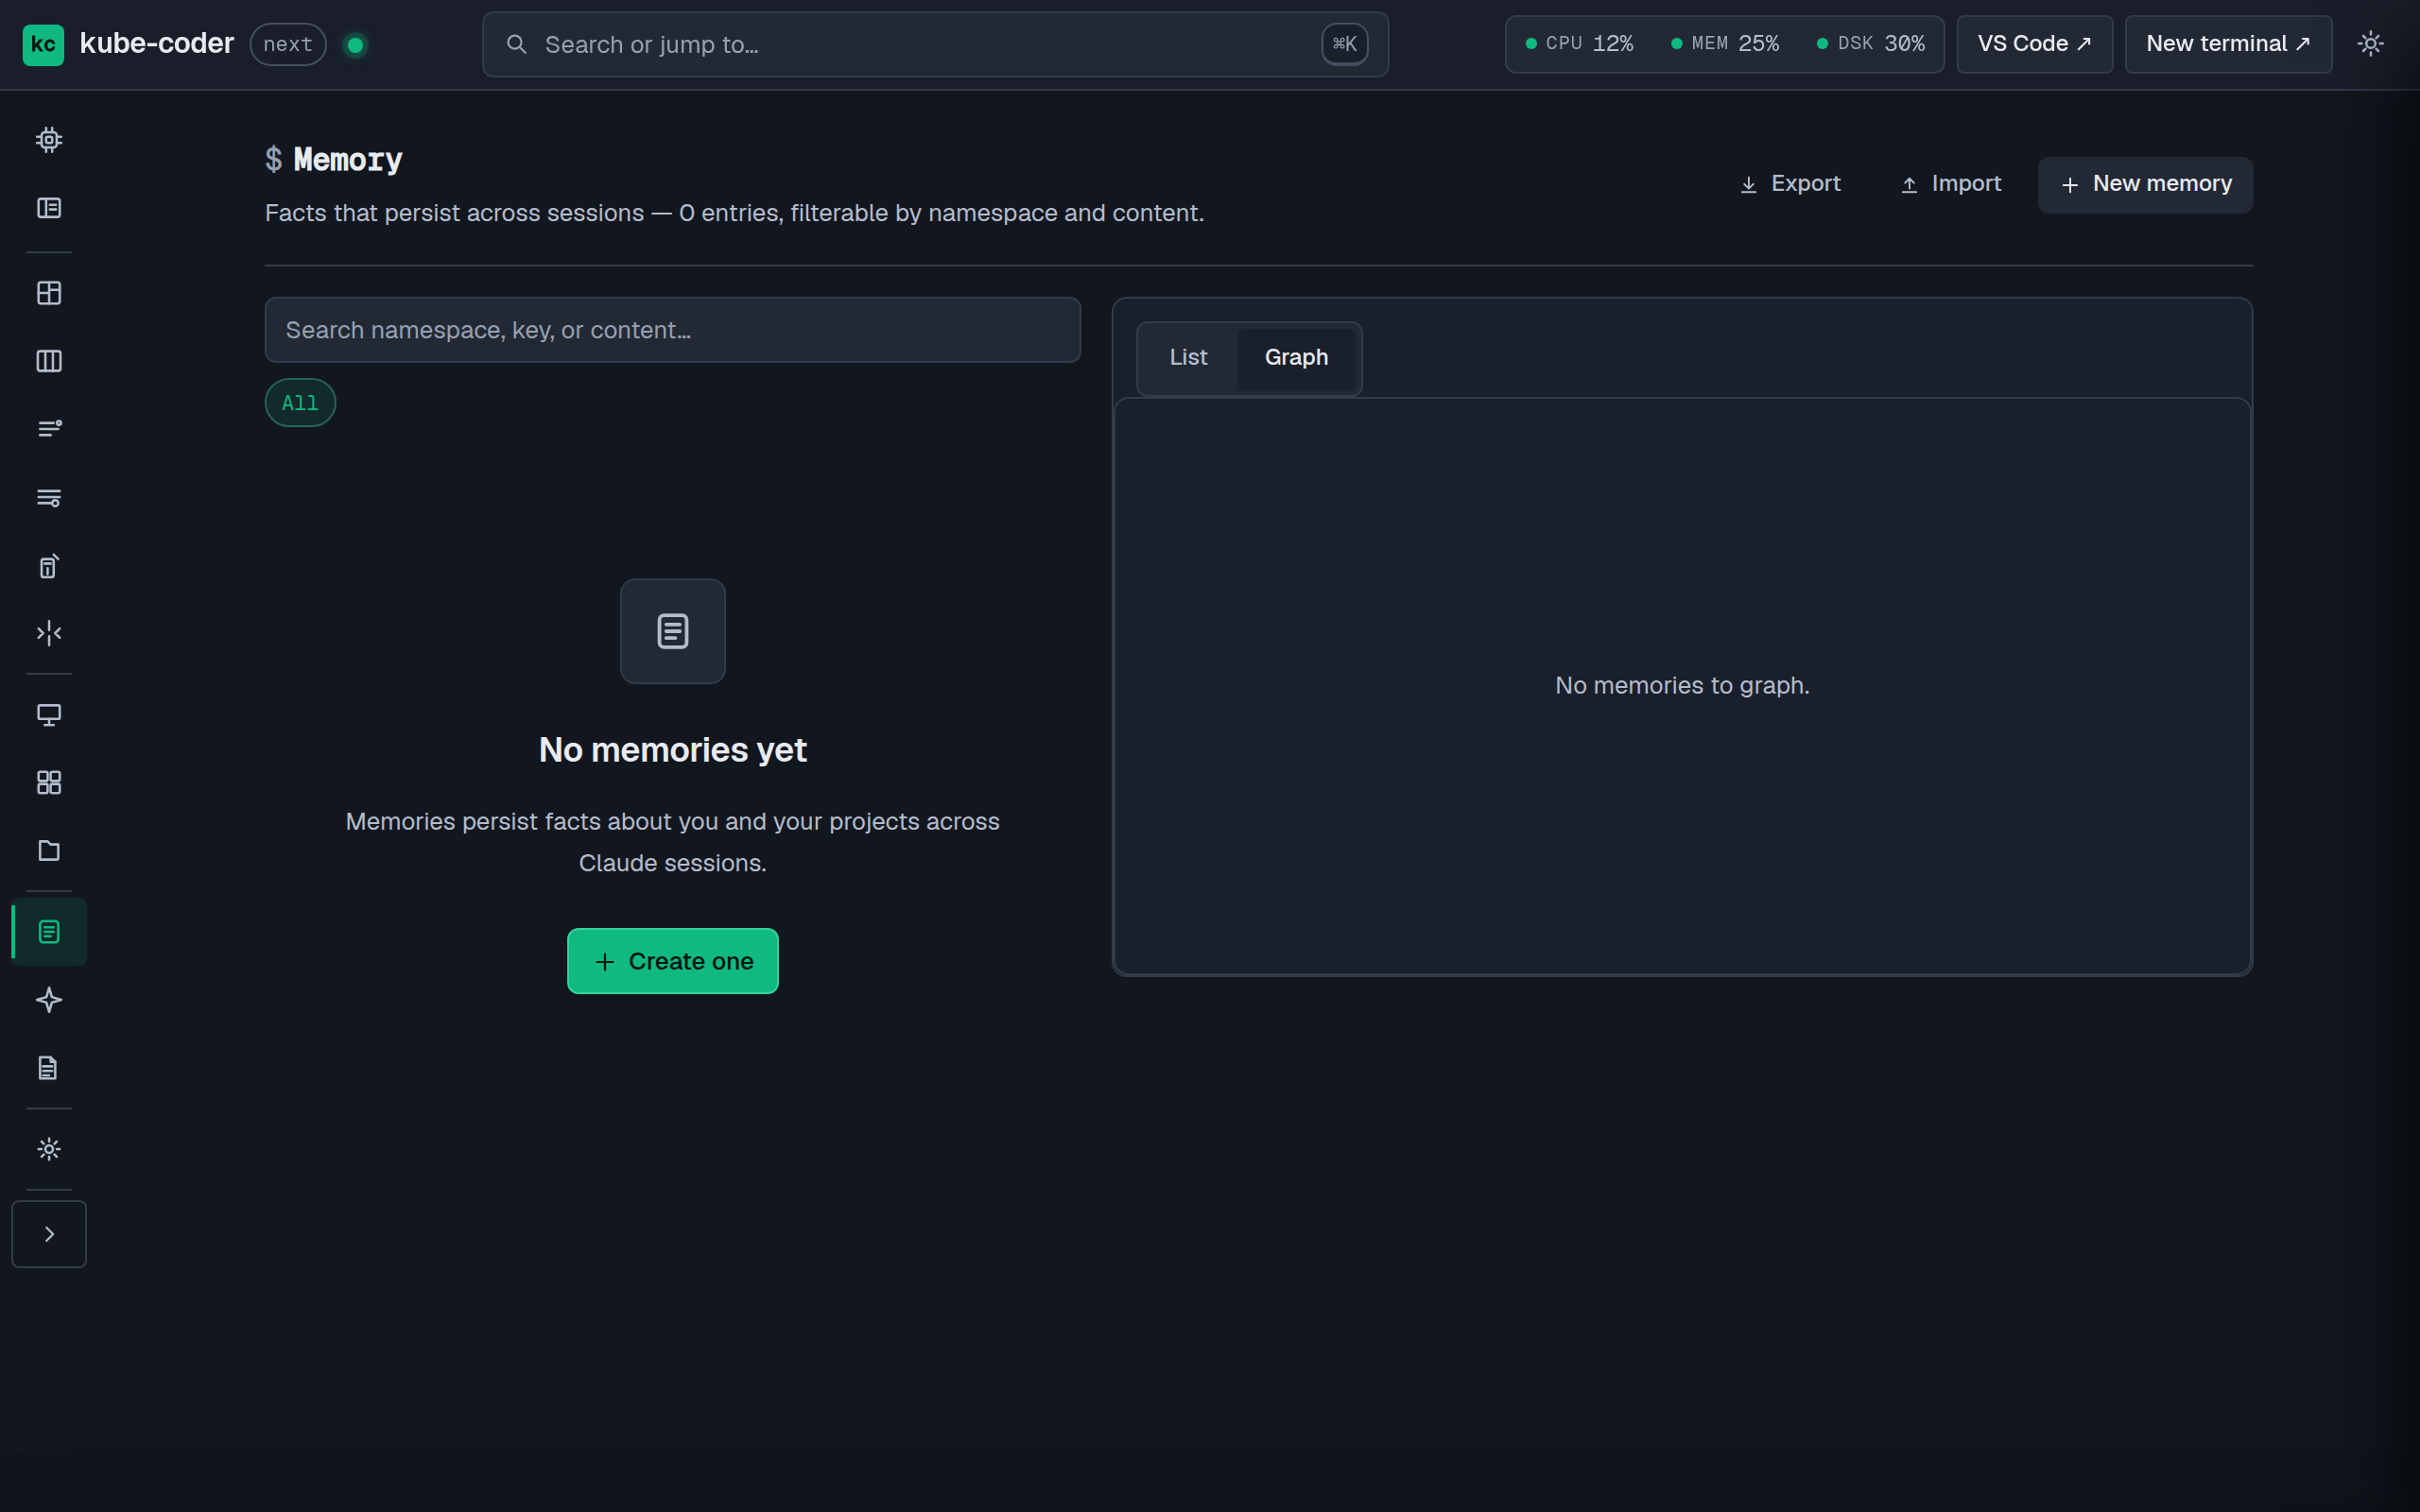 kc kube-coder next
Search or jump to… ⌘K
CPU 12% MEM 25% DSK 30%
VS Code ↗
New terminal ↗
$ Memory
Facts that persist across sessions — 0 entries, filterable by namespace and content.
Export
Import
+ New memory
Search namespace, key, or content…
All
No memories yet
Memories persist facts about you and your projects across
Claude sessions.
+ Create one
List
Graph
No memories to graph.